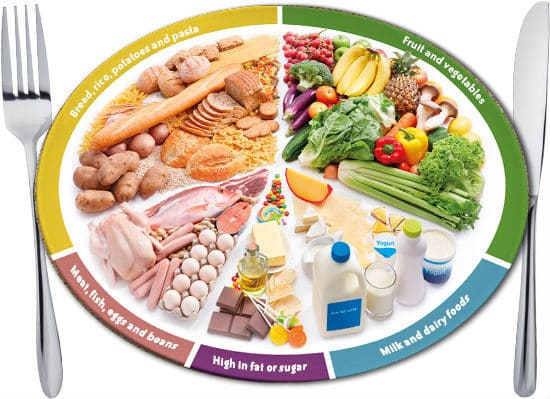 Bread, rice, potatoes and pasta
Fruit and vegetables
Yogurt
Yogurt
Meat, fish, eggs and beans
High in fat or sugar
Milk and dairy foods